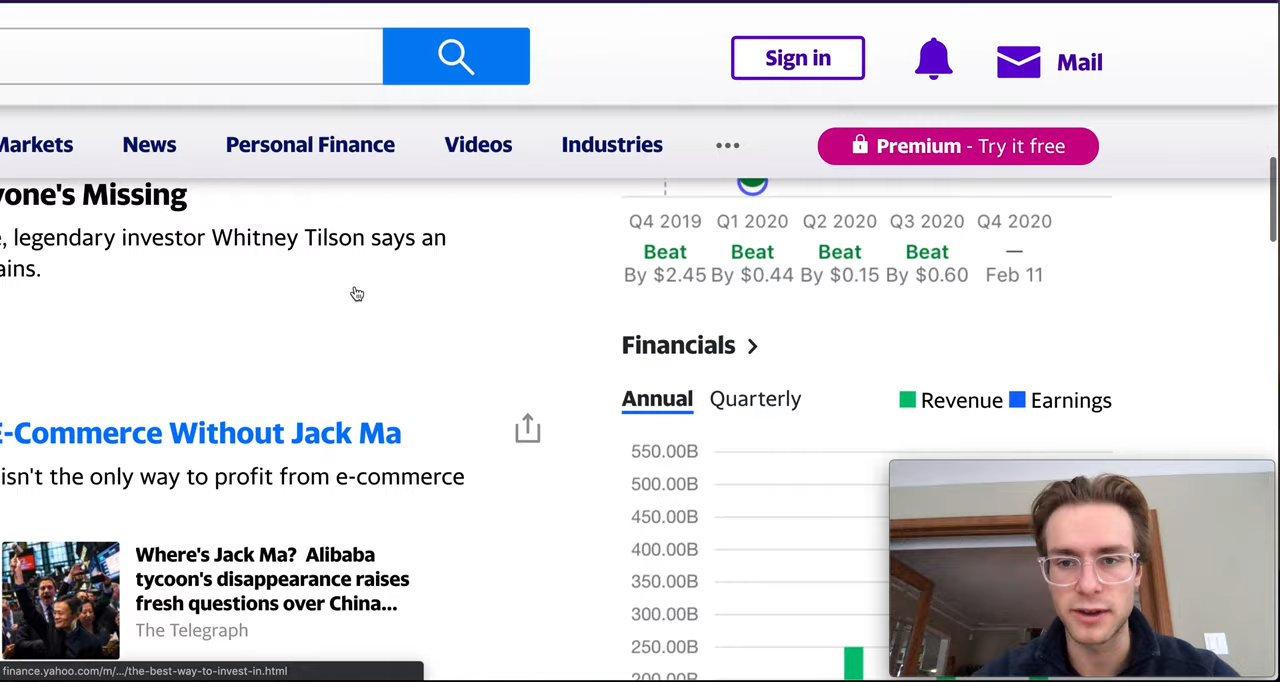 Sign in
Mail
Markets News Personal Finance Videos Industries •••
Premium - Try it free
yone's Missing
e, legendary investor Whitney Tilson says an
ains.
Q4 2019 Q1 2020 Q2 2020 Q3 2020 Q4 2020
Beat Beat Beat Beat —
By $2.45 By $0.44 By $0.15 By $0.60 Feb 11
Financials
Annual Quarterly
Revenue Earnings
550.00B
500.00B
450.00B
400.00B
350.00B
300.00B
250.00B
200.00B
E-Commerce Without Jack Ma
isn't the only way to profit from e-commerce
Where's Jack Ma? Alibaba
tycoon's disappearance raises
fresh questions over China...
The Telegraph
finance.yahoo.com/m/.../the-best-way-to-invest-in.html